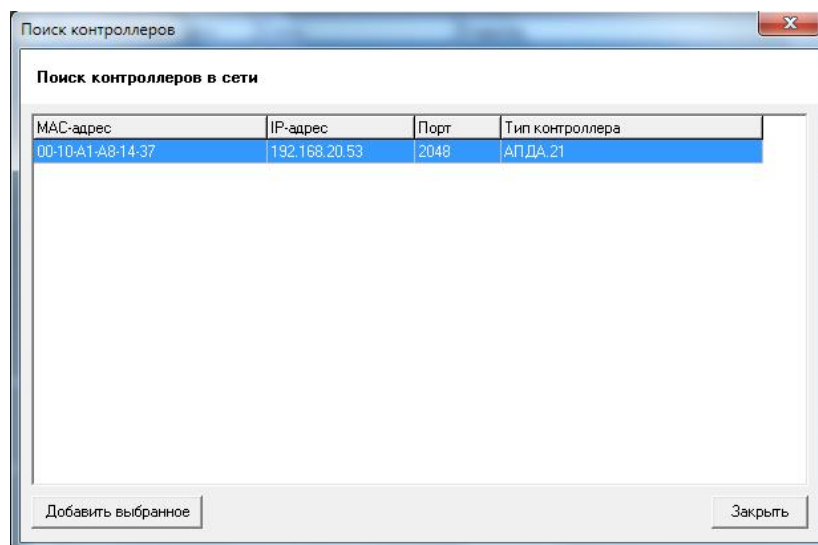 Поиск контроллеров
Поиск контроллеров в сети
МАС-адрес IP-адрес Порт Тип контроллера
00-10-A1-A8-14-37 192.168.20.53 2048 АПДА.21
Добавить выбранное Закрыть